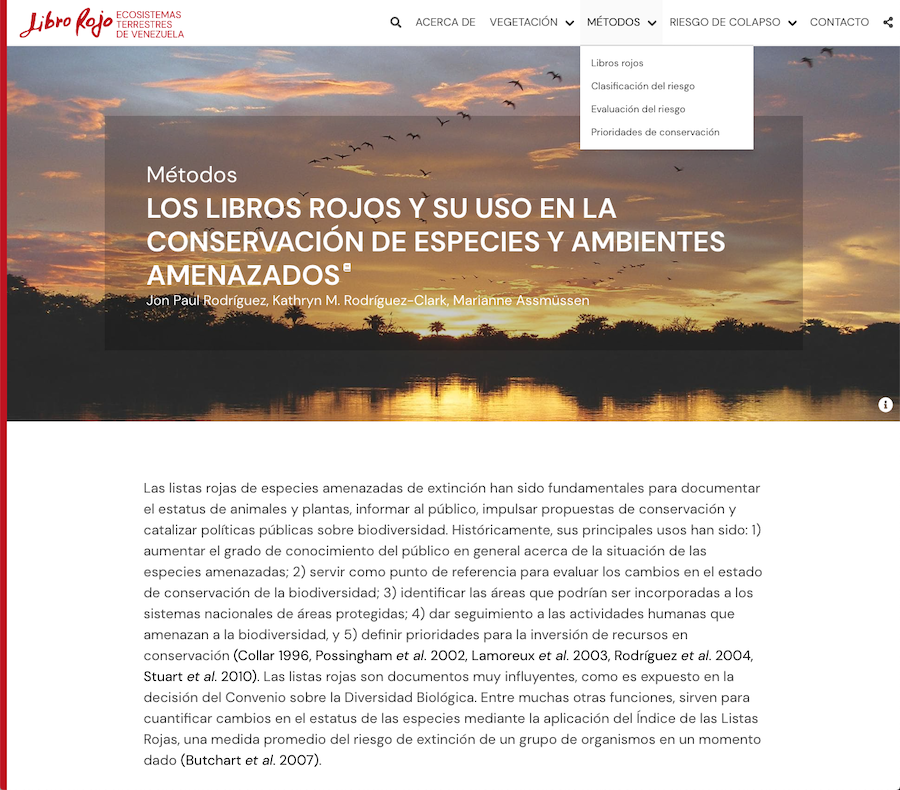 Libro Rojo ECOSISTEMAS
TERRESTRES
DE VENEZUELA
ACERCA DE VEGETACIÓN MÉTODOS RIESGO DE COLAPSO CONTACTO
Libros rojos
Clasificación del riesgo
Evaluación del riesgo
Prioridades de conservación
Métodos
LOS LIBROS ROJOS Y SU USO EN LA
CONSERVACIÓN DE ESPECIES Y AMBIENTES
AMENAZADOS
Jon Paul Rodríguez, Kathryn M. Rodríguez-Clark, Marianne Assmüssen
Las listas rojas de especies amenazadas de extinción han sido fundamentales para documentar
el estatus de animales y plantas, informar al público, impulsar propuestas de conservación y
catalizar políticas públicas sobre biodiversidad. Históricamente, sus principales usos han sido: 1)
aumentar el grado de conocimiento del público en general acerca de la situación de las
especies amenazadas; 2) servir como punto de referencia para evaluar los cambios en el estado
de conservación de la biodiversidad; 3) identificar las áreas que podrían ser incorporadas a los
sistemas nacionales de áreas protegidas; 4) dar seguimiento a las actividades humanas que
amenazan a la biodiversidad, y 5) definir prioridades para la inversión de recursos en
conservación (Collar 1996, Possingham et al. 2002, Lamoreux et al. 2003, Rodríguez et al. 2004,
Stuart et al. 2010). Las listas rojas son documentos muy influyentes, como es expuesto en la
decisión del Convenio sobre la Diversidad Biológica. Entre muchas otras funciones, sirven para
cuantificar cambios en el estatus de las especies mediante la aplicación del Índice de las Listas
Rojas, una medida promedio del riesgo de extinción de un grupo de organismos en un momento
dado (Butchart et al. 2007).